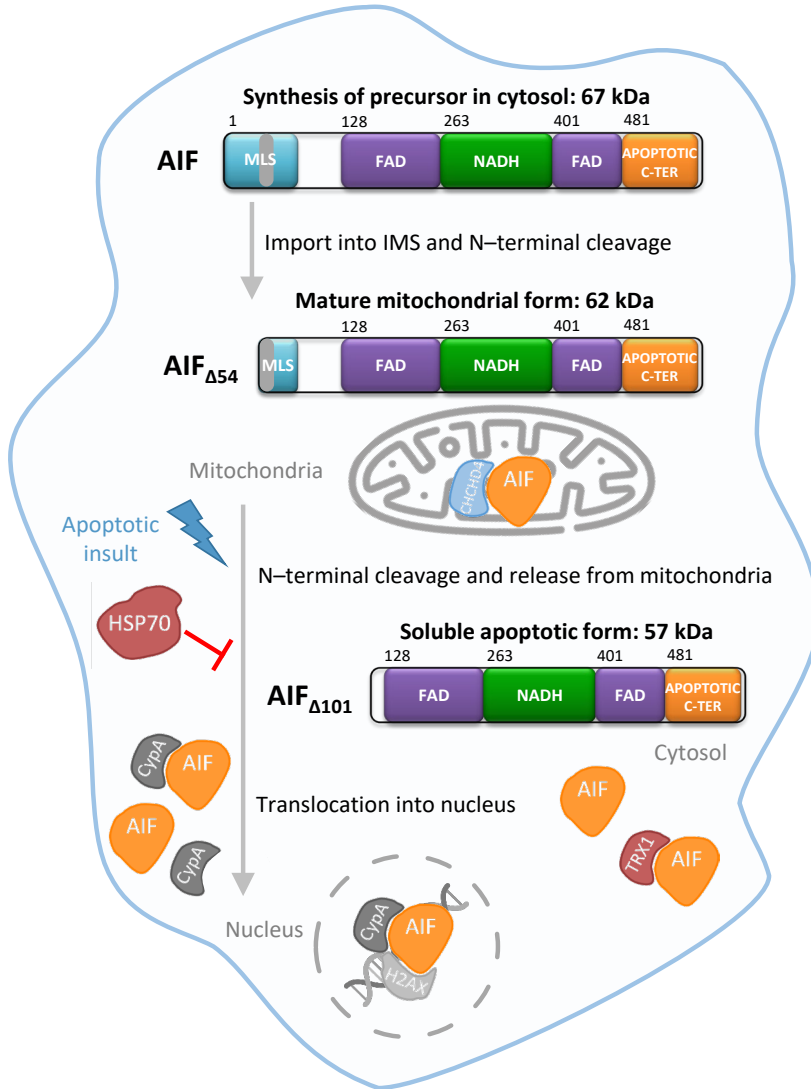 Synthesis of precursor in cytosol: 67 kDa
1 128 263 401 481
AIF
MLS FAD NADH FAD APOPTOTIC
C-TER
Import into IMS and N–terminal cleavage
Mature mitochondrial form: 62 kDa
128 263 401 481
AIFΔ54
MLS FAD NADH FAD APOPTOTIC
C-TER
Mitochondria
CHCHD4 AIF
Apoptotic
insult
N–terminal cleavage and release from mitochondria
HSP70
Soluble apoptotic form: 57 kDa
128 263 401 481
AIFΔ101
FAD NADH FAD APOPTOTIC
C-TER
Cytosol
CypA AIF
AIF
Translocation into nucleus
AIF
CypA
TRX1 AIF
Nucleus
CypA AIF
H2AX